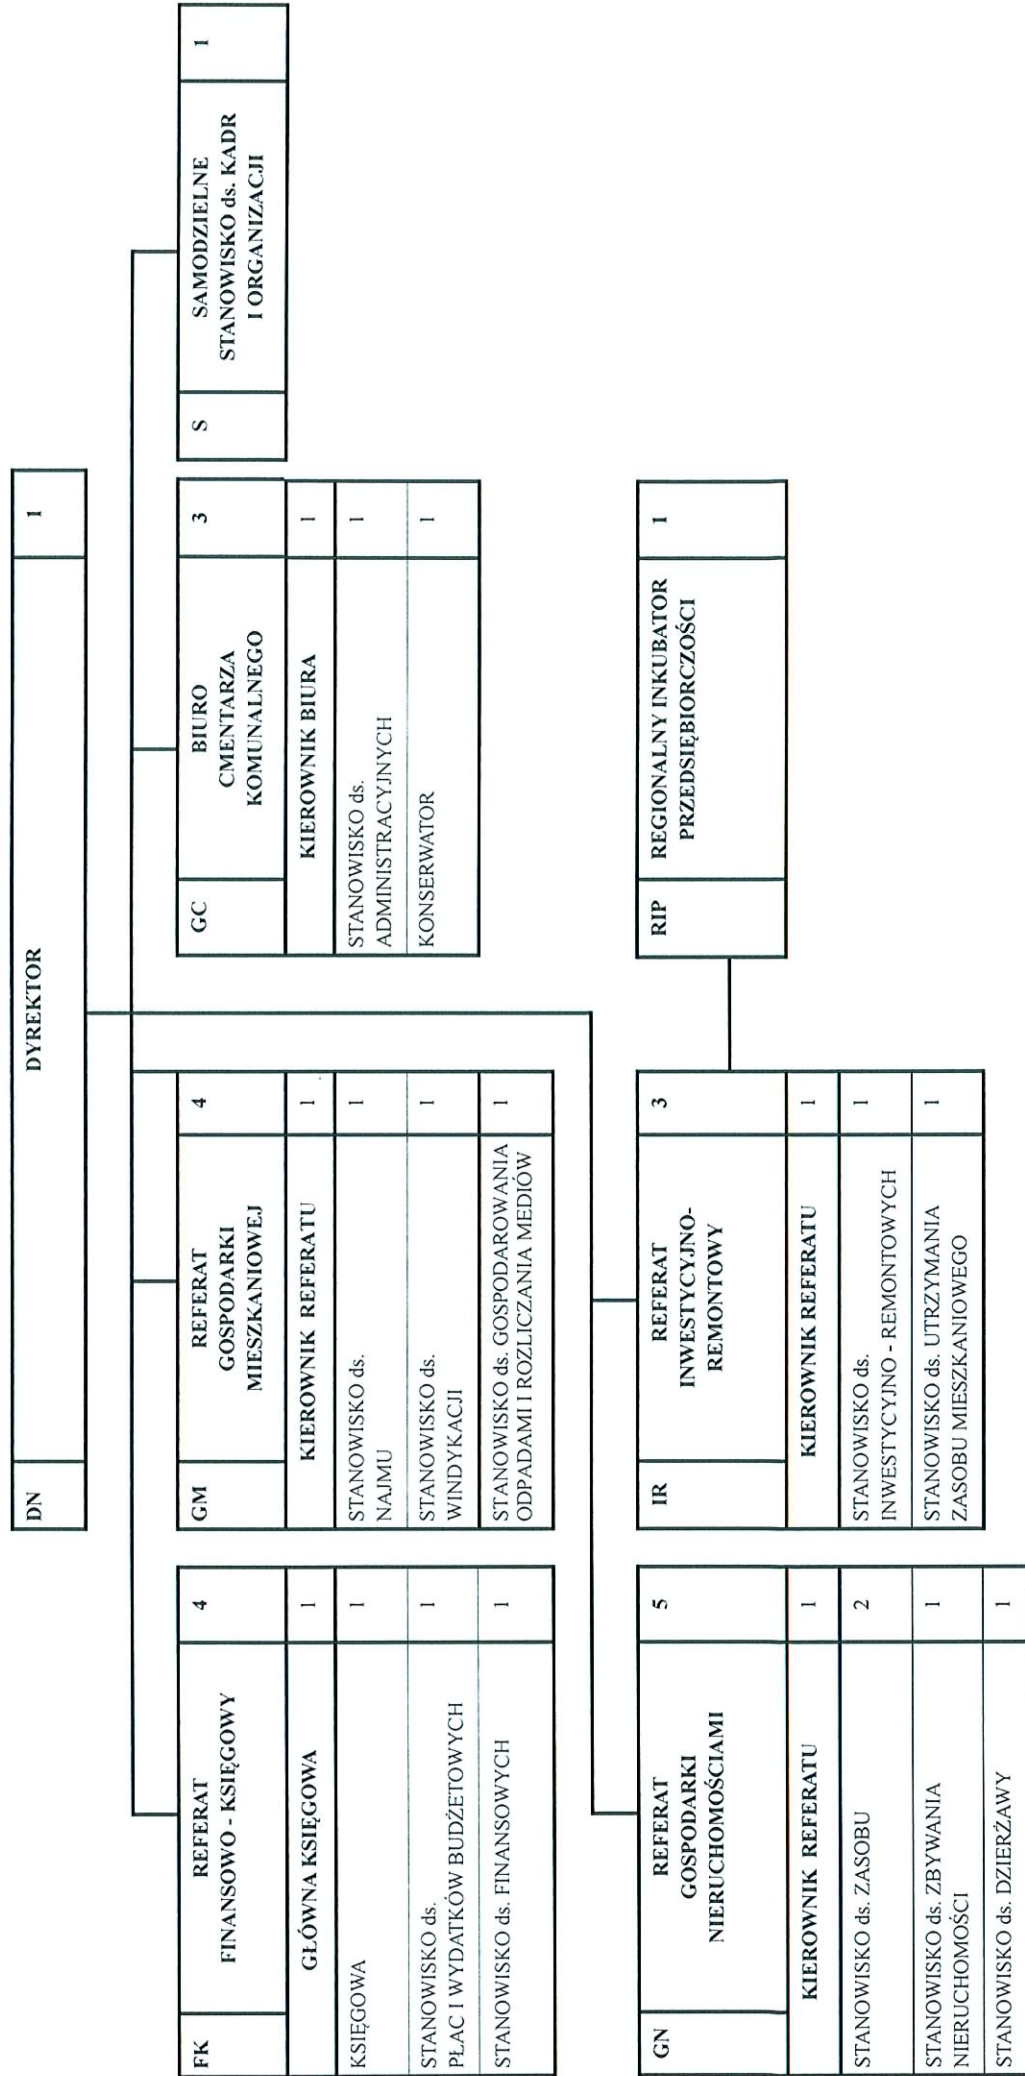 DN
DYREKTOR
1
FK
REFERAT
FINANSOWO - KSIĘGOWY
4
GŁÓWNA KSIĘGOWA
1
KSIĘGOWA
1
STANOWISKO ds.
PŁAC I WYDATKÓW BUDŻETOWYCH
1
STANOWISKO ds. FINANSOWYCH
1
GM
REFERAT
GOSPODARKI
MIESZKANIOWEJ
4
KIEROWNIK REFERATU
1
STANOWISKO ds.
NAJMU
1
STANOWISKO ds.
WINDYKACJI
1
STANOWISKO ds. GOSPODAROWANIA
ODPADAMI I ROZLICZANIA MEDIÓW
1
GC
BIURO
CMENTARZA
KOMUNALNEGO
3
KIEROWNIK BIURA
1
STANOWISKO ds.
ADMINISTRACYJNYCH
1
KONSERWATOR
1
S
SAMODZIELNE
STANOWISKO ds. KADR
I ORGANIZACJI
1
GN
REFERAT
GOSPODARKI
NIERUCHOMOŚCIAMI
5
KIEROWNIK REFERATU
1
STANOWISKO ds. ZASOBU
2
STANOWISKO ds. ZBYWANIA
NIERUCHOMOŚCI
1
STANOWISKO ds. DZIERŻAWY
1
IR
REFERAT
INWESTYCYJNO-
REMONTOWY
3
KIEROWNIK REFERATU
1
STANOWISKO ds.
INWESTYCYJNO - REMONTOWYCH
1
STANOWISKO ds. UTRZYMANIA
ZASOBU MIESZKANIOWEGO
1
RIP
REGIONALNY INKUBATOR
PRZEDSIĘBIORCZOŚCI
1